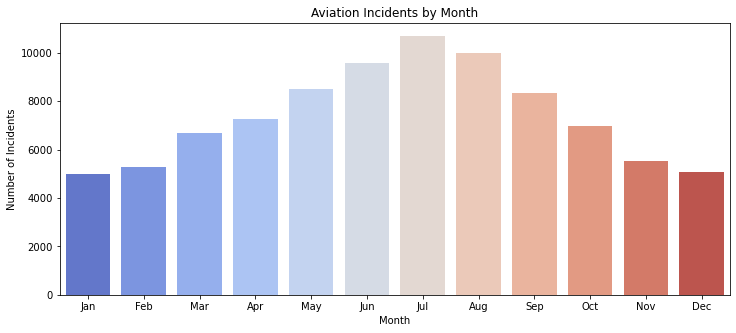 Aviation Incidents by Month
Number of Incidents
10000
8000
6000
4000
2000
0
Jan Feb Mar Apr May Jun Jul Aug Sep Oct Nov Dec
Month